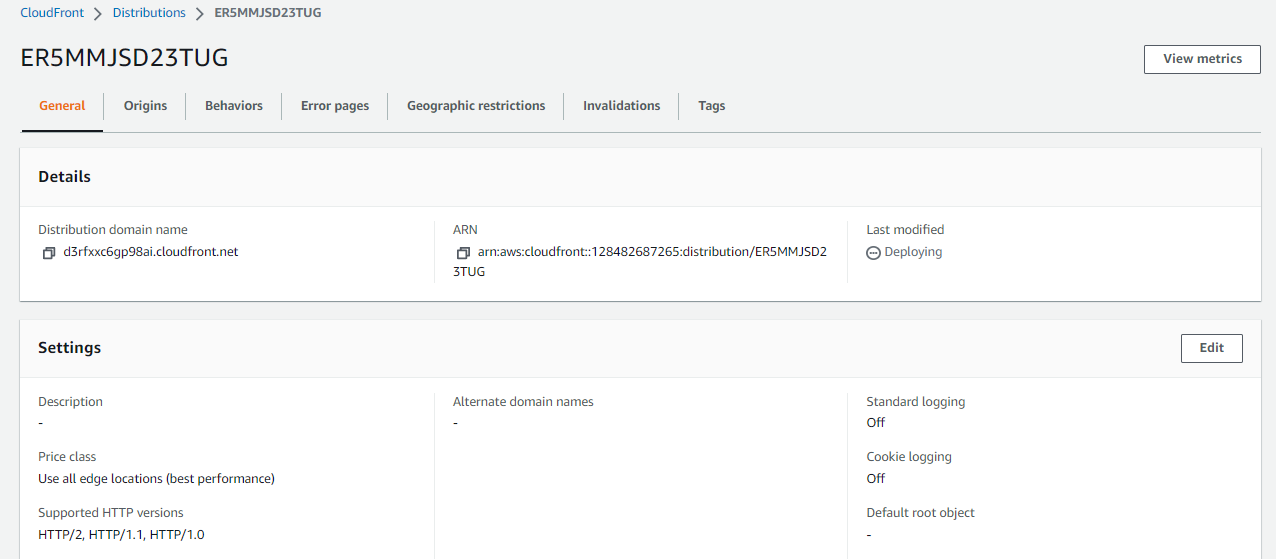 CloudFront > Distributions > ER5MMJSD23TUG
ER5MMJSD23TUG
View metrics
General
Origins
Behaviors
Error pages
Geographic restrictions
Invalidations
Tags
Details
Distribution domain name
d3rfxxc6gp98ai.cloudfront.net
ARN
arn:aws:cloudfront::128482687265:distribution/ER5MMJSD2
3TUG
Last modified
Deploying
Settings
Edit
Description
-
Price class
Use all edge locations (best performance)
Supported HTTP versions
HTTP/2, HTTP/1.1, HTTP/1.0
Alternate domain names
-
Standard logging
Off
Cookie logging
Off
Default root object
-